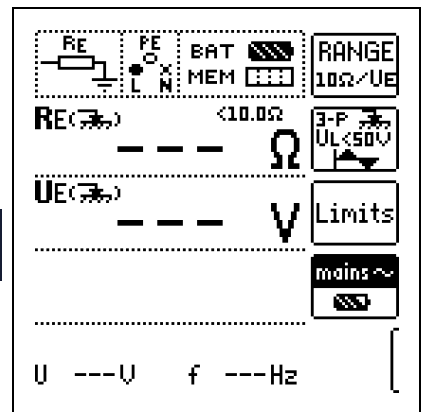 RE PE BAT RANGE
L N MEM 10Ω/UE
RE( ) <10.0Ω 3-P
--- Ω UL<50V
UE( )
--- V Limits
mains~
U ---V f ---Hz